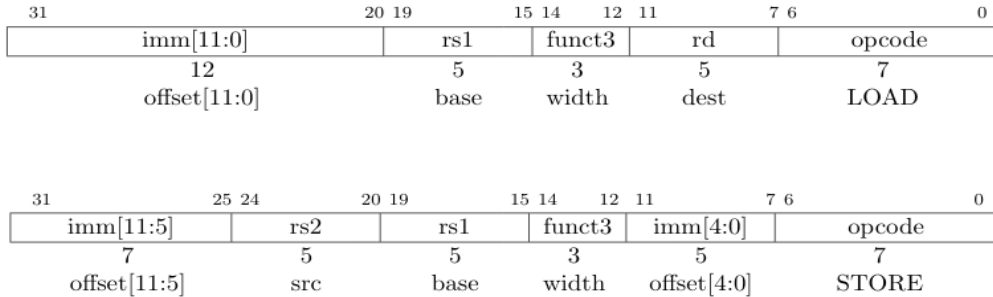 31 20 19 15 14 12 11 7 6 0
imm[11:0] rs1 funct3 rd opcode
12 5 3 5 7
offset[11:0] base width dest LOAD
31 25 24 20 19 15 14 12 11 7 6 0
imm[11:5] rs2 rs1 funct3 imm[4:0] opcode
7 5 5 3 5 7
offset[11:5] src base width offset[4:0] STORE